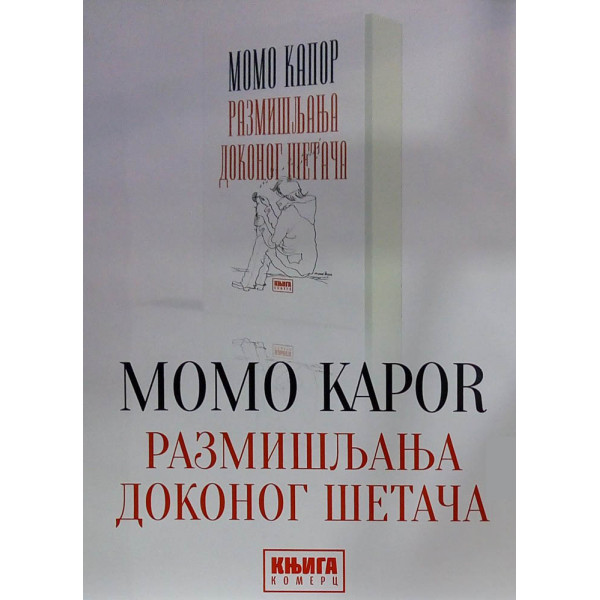 МОМО КАПОР
РАЗМИШЉАЊА
ДОКОНОГ ШЕТАЧА
КЊИГА
КОМЕРЦ
MOMO KAPOR
РАЗМИШЉАЊА
ДОКОНОГ ШЕТАЧА
КЊИГА
КОМЕРЦ